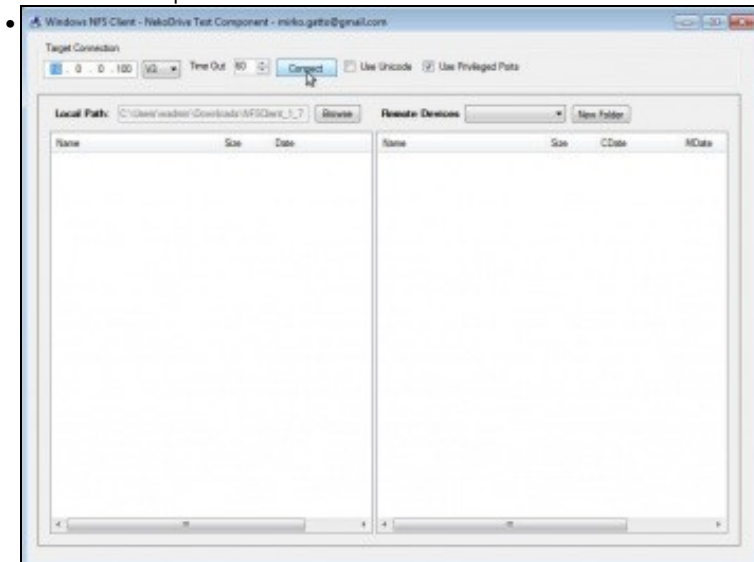 Windows NFS Client - NekoDrive Test Component - mirko.gatto@gmail.com
Target Connection
. 0 . 0 . 100 V3 Time Out 60 Connect Use Unicode Use Privileged Ports
Local Path: Browse Remote Devices New Folder
Name Size Date Name Size CDate MDate